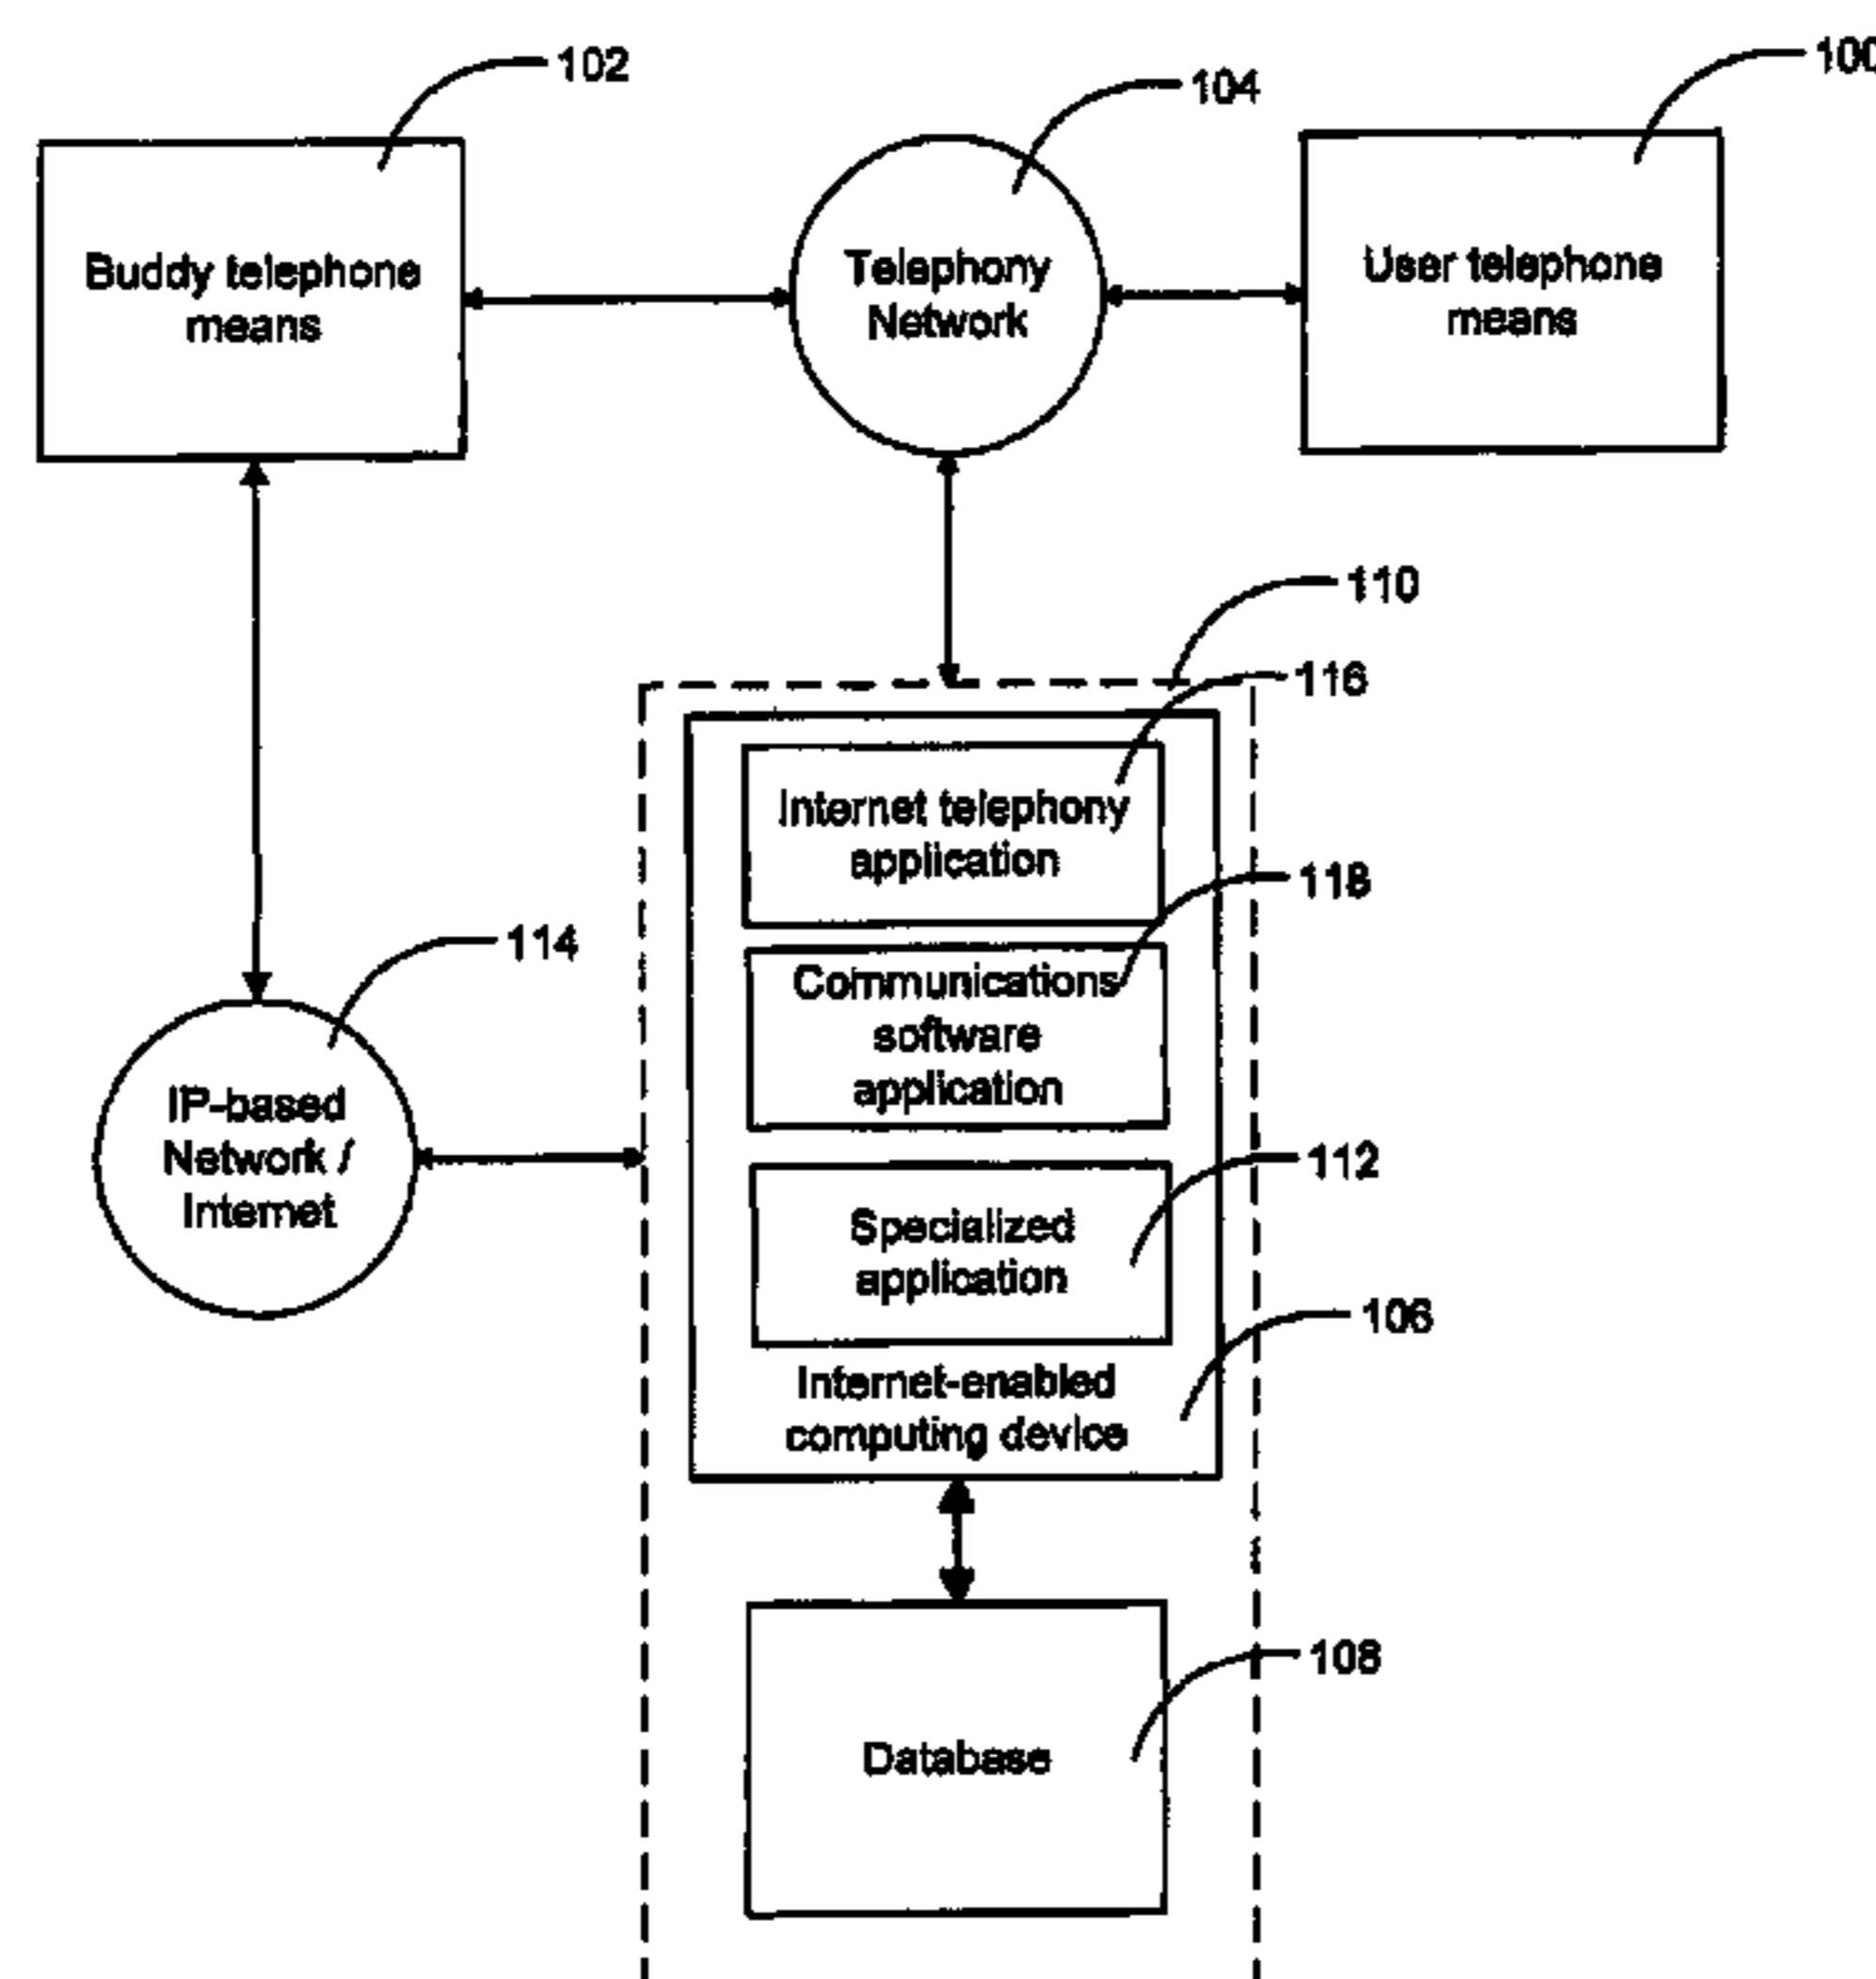 102
104
100
Buddy telephone
means
Telephony
Network
User telephone
means
110
116
Internet telephony
application
118
Communications
software
application
114
IP-based
Network /
Internet
112
Specialized
application
106
Internet-enabled
computing device
108
Database